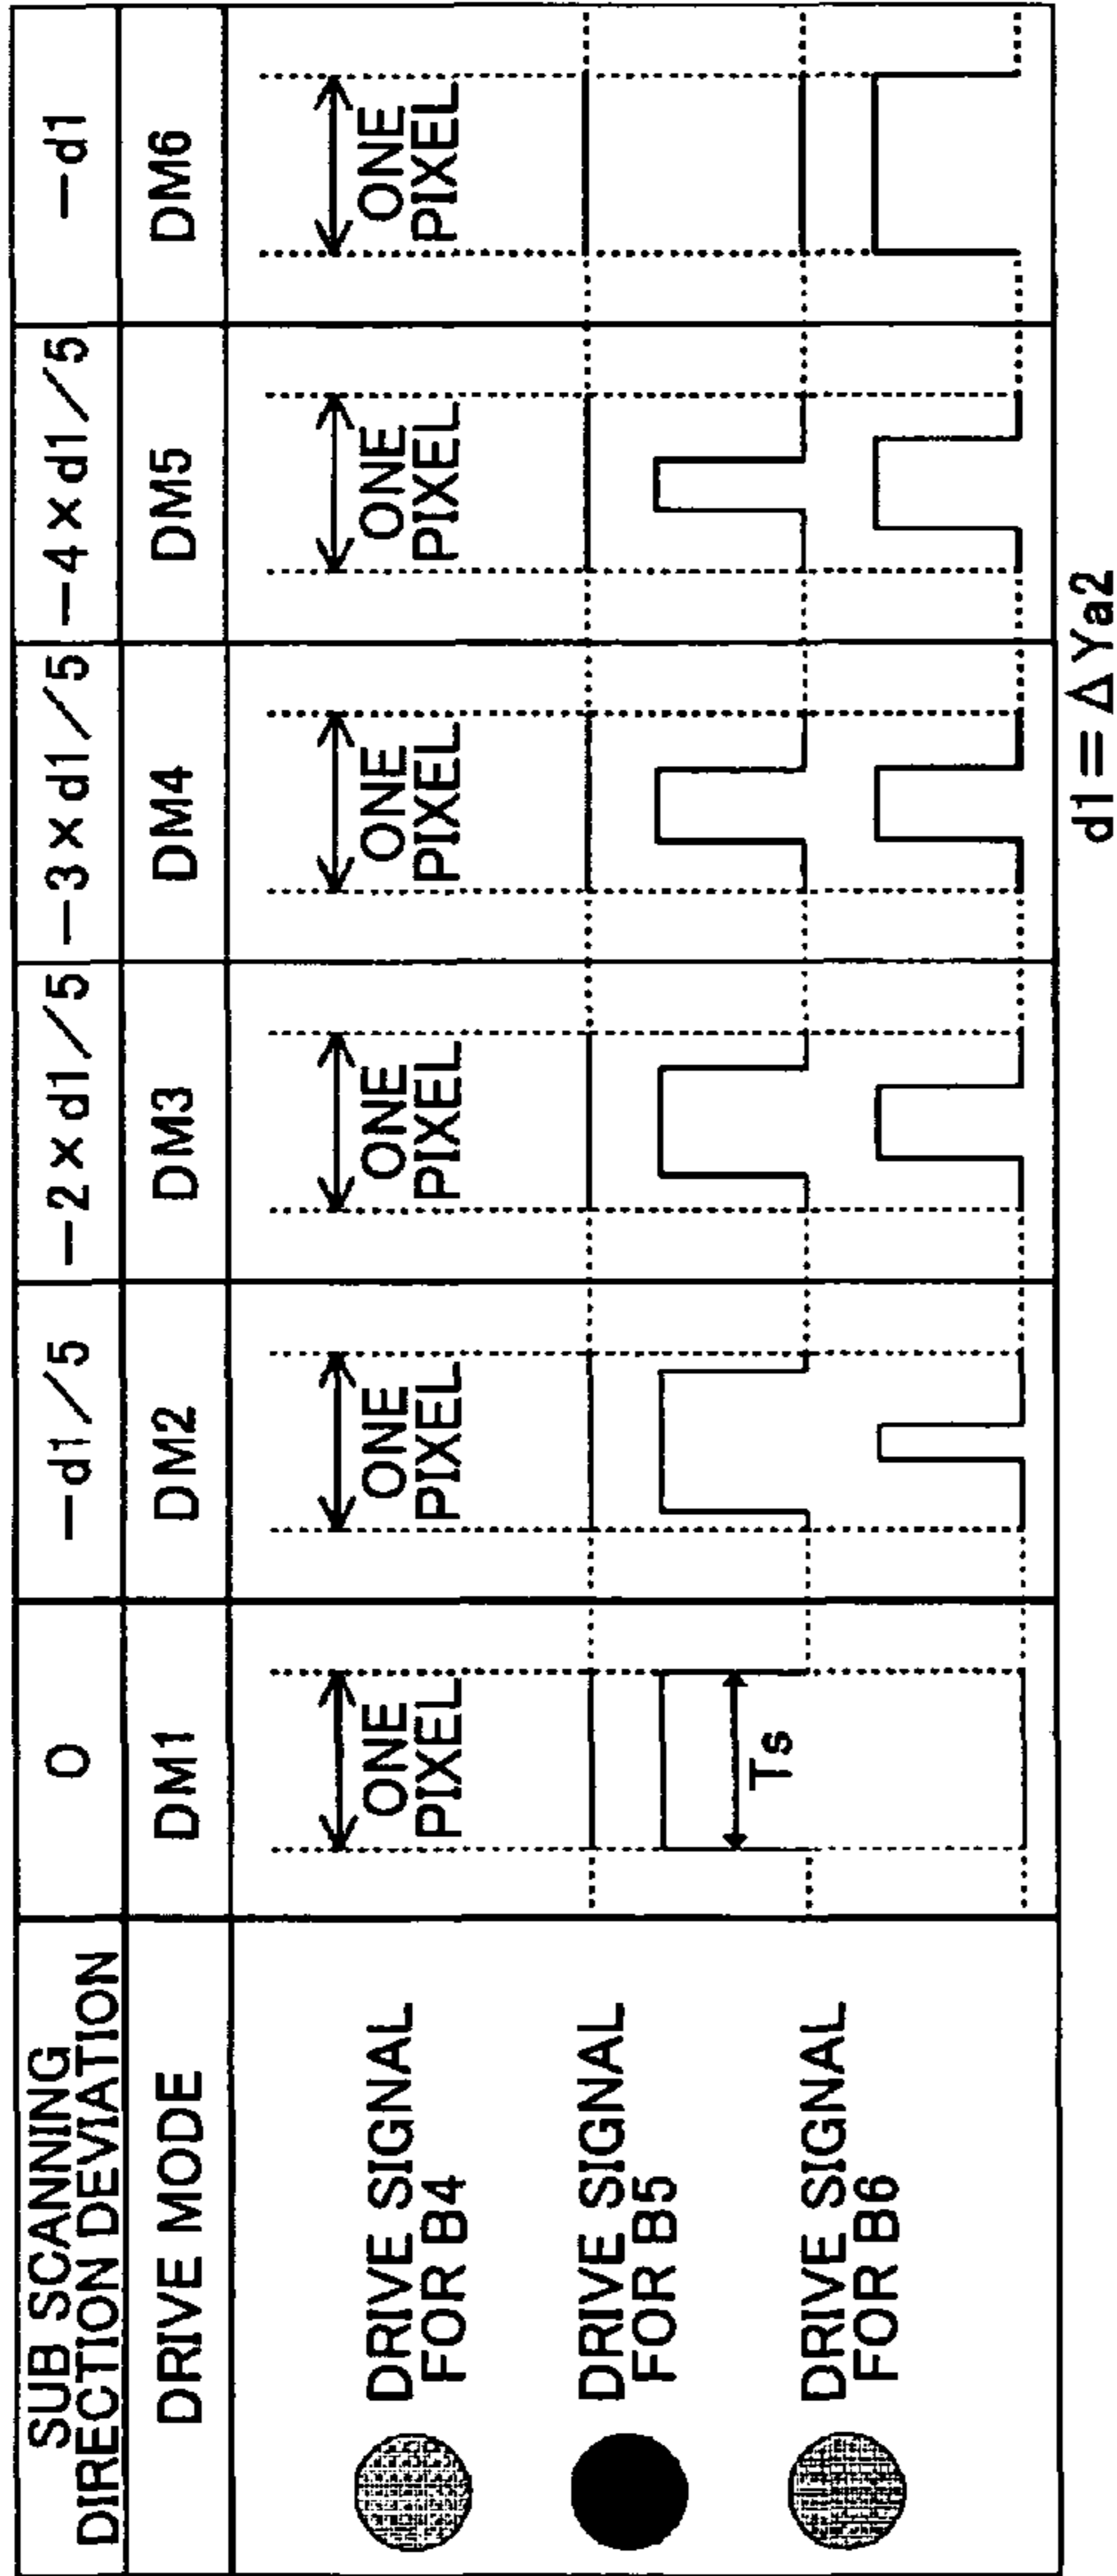 SUB SCANNING
DIRECTION DEVIATION
0
−d1/5
−2×d1/5
−3×d1/5
−4×d1/5
−d1
DRIVE MODE
DM1
DM2
DM3
DM4
DM5
DM6
ONE
PIXEL
ONE
PIXEL
ONE
PIXEL
ONE
PIXEL
ONE
PIXEL
ONE
PIXEL
DRIVE SIGNAL
FOR B4
DRIVE SIGNAL
FOR B5
Ts
DRIVE SIGNAL
FOR B6
d1=ΔYa2